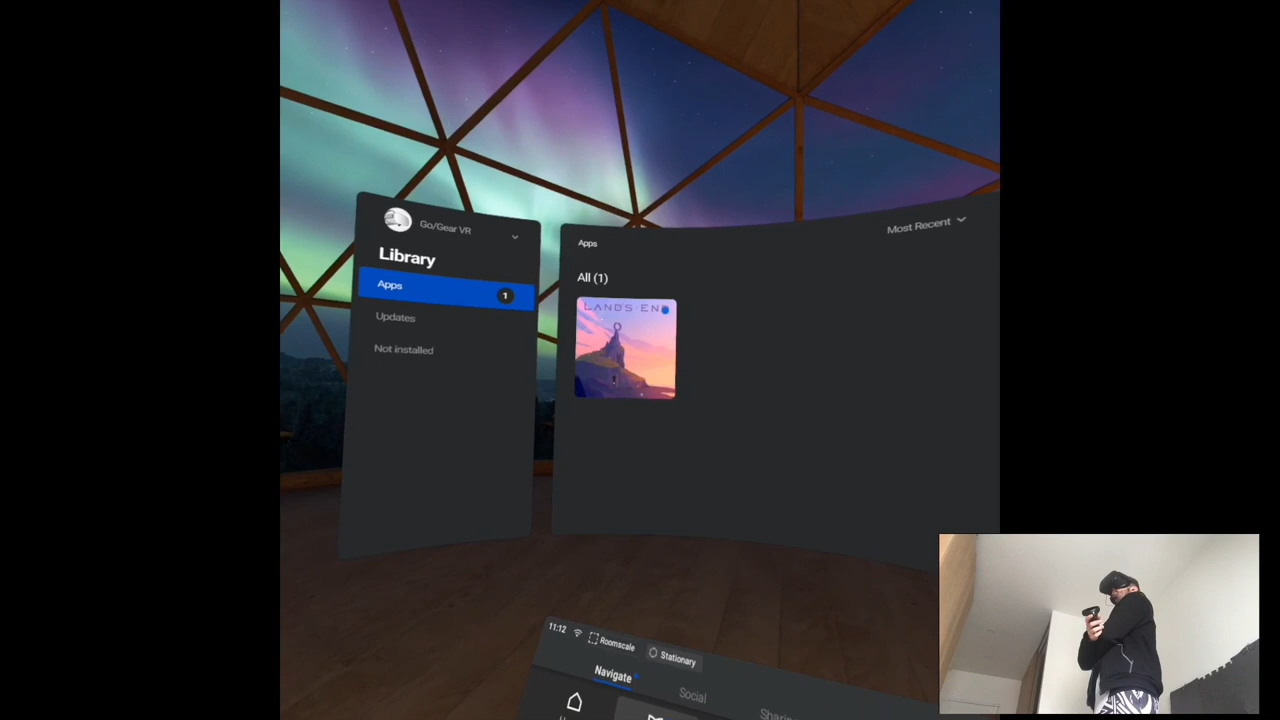 Go/Gear VR
Library
Apps
1
Updates
Not installed
Apps
Most Recent
All (1)
LAND'S END
11:12
Roomscale
Stationary
Navigate
Social